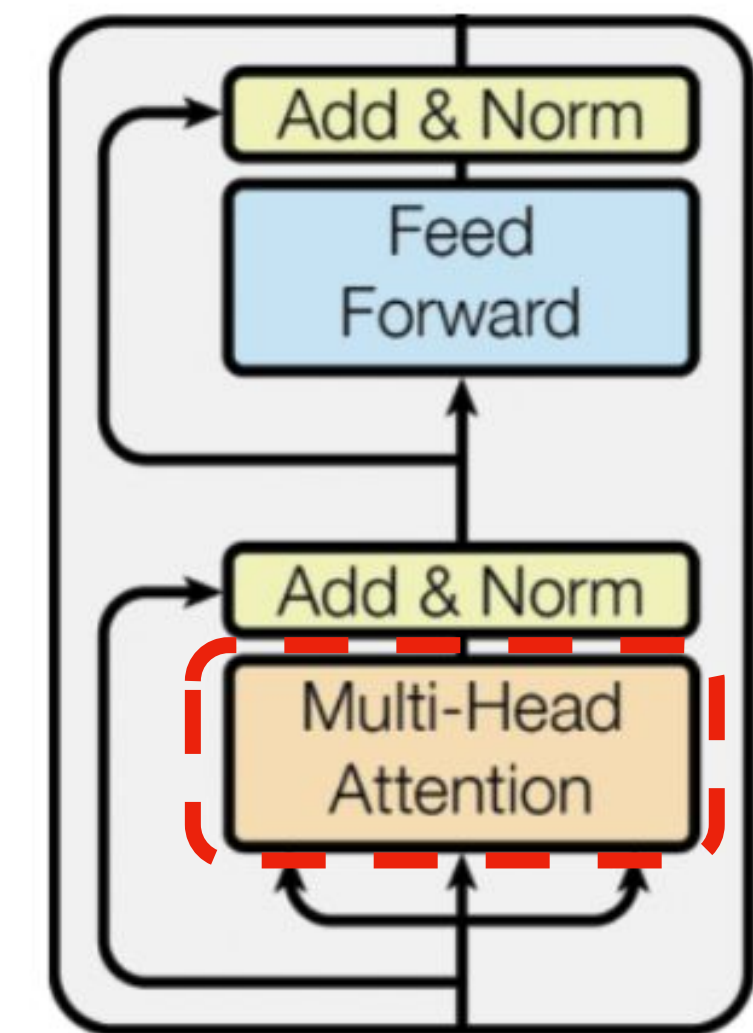 Add & Norm
Feed
Forward
Add & Norm
Multi-Head
Attention